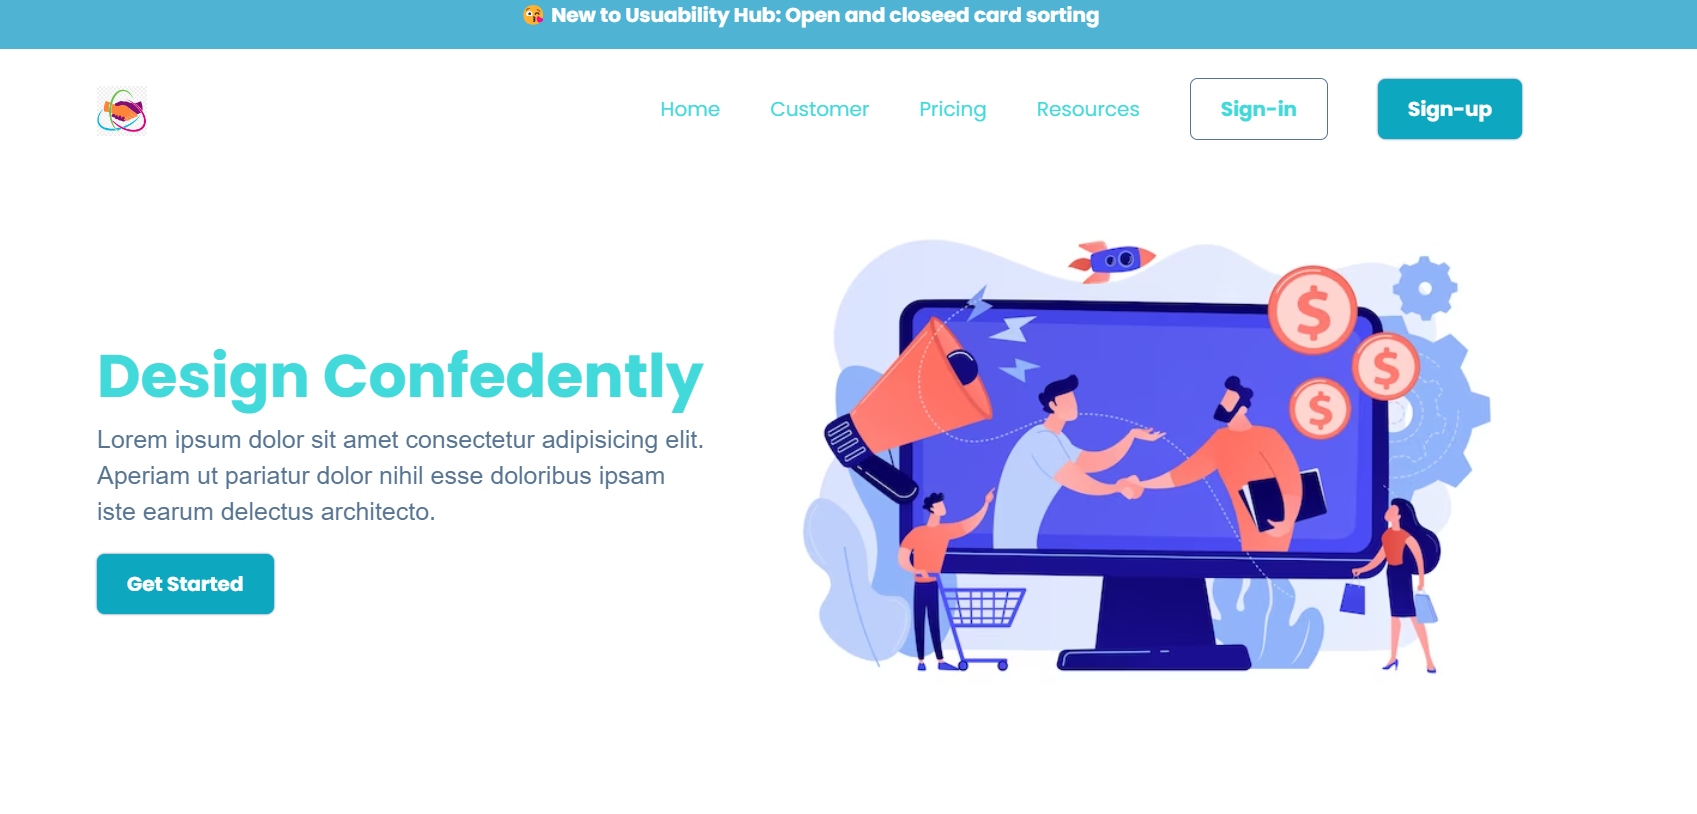 😘 New to Usuability Hub: Open and closeed card sorting
Home Customer Pricing Resources Sign-in Sign-up
Design Confedently
Lorem ipsum dolor sit amet consectetur adipisicing elit.
Aperiam ut pariatur dolor nihil esse doloribus ipsam
iste earum delectus architecto.
Get Started
$
$
$